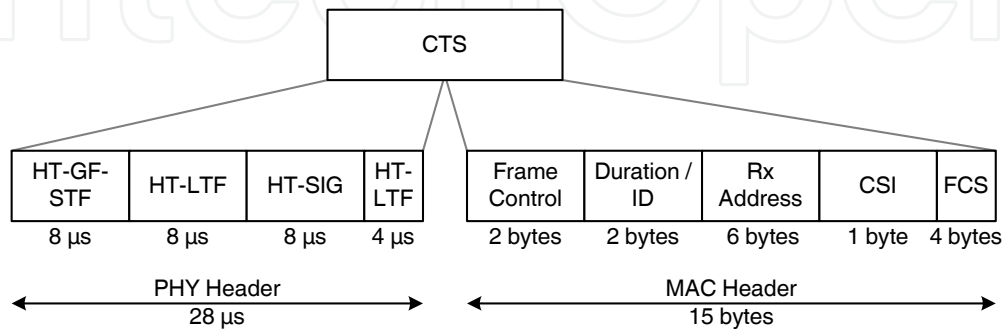 CTS
HT-GF-
STF
HT-LTF
HT-SIG
HT-
LTF
8 µs
8 µs
8 µs
4 µs
PHY Header
28 µs
Frame
Control
Duration /
ID
Rx
Address
CSI
FCS
2 bytes
2 bytes
6 bytes
1 byte
4 bytes
MAC Header
15 bytes